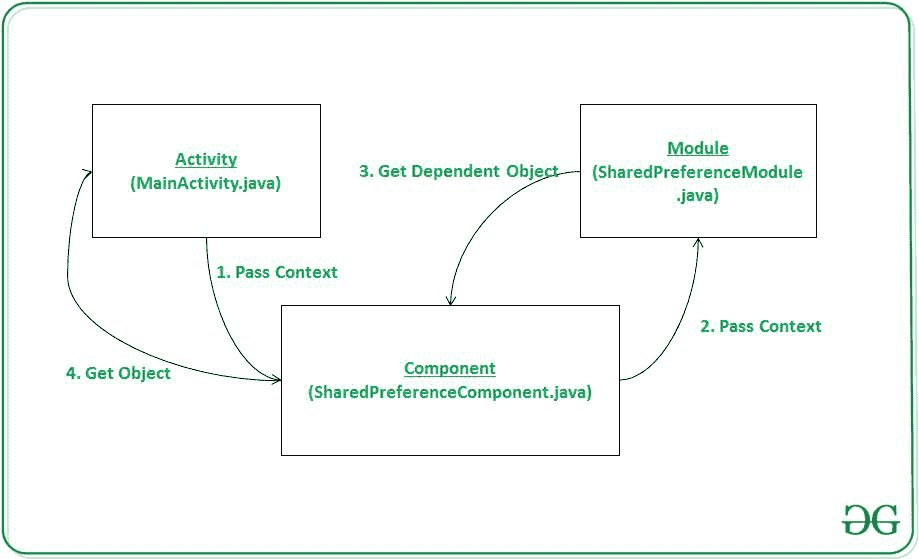 Activity
(MainActivity.java)
Module
(SharedPreferenceModule
.java)
3. Get Dependent Object
1. Pass Context
2. Pass Context
Component
(SharedPreferenceComponent.java)
4. Get Object